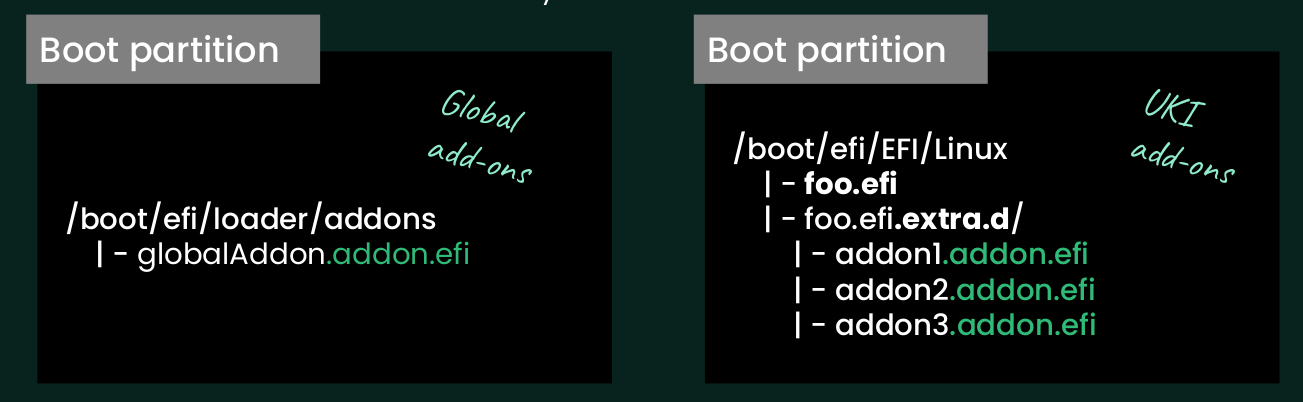 Boot partition
Global
add-ons
/boot/efi/loader/addons
| - globalAddon.addon.efi
Boot partition
UKI
add-ons
/boot/efi/EFI/Linux
| - foo.efi
| - foo.efi.extra.d/
| - addon1.addon.efi
| - addon2.addon.efi
| - addon3.addon.efi